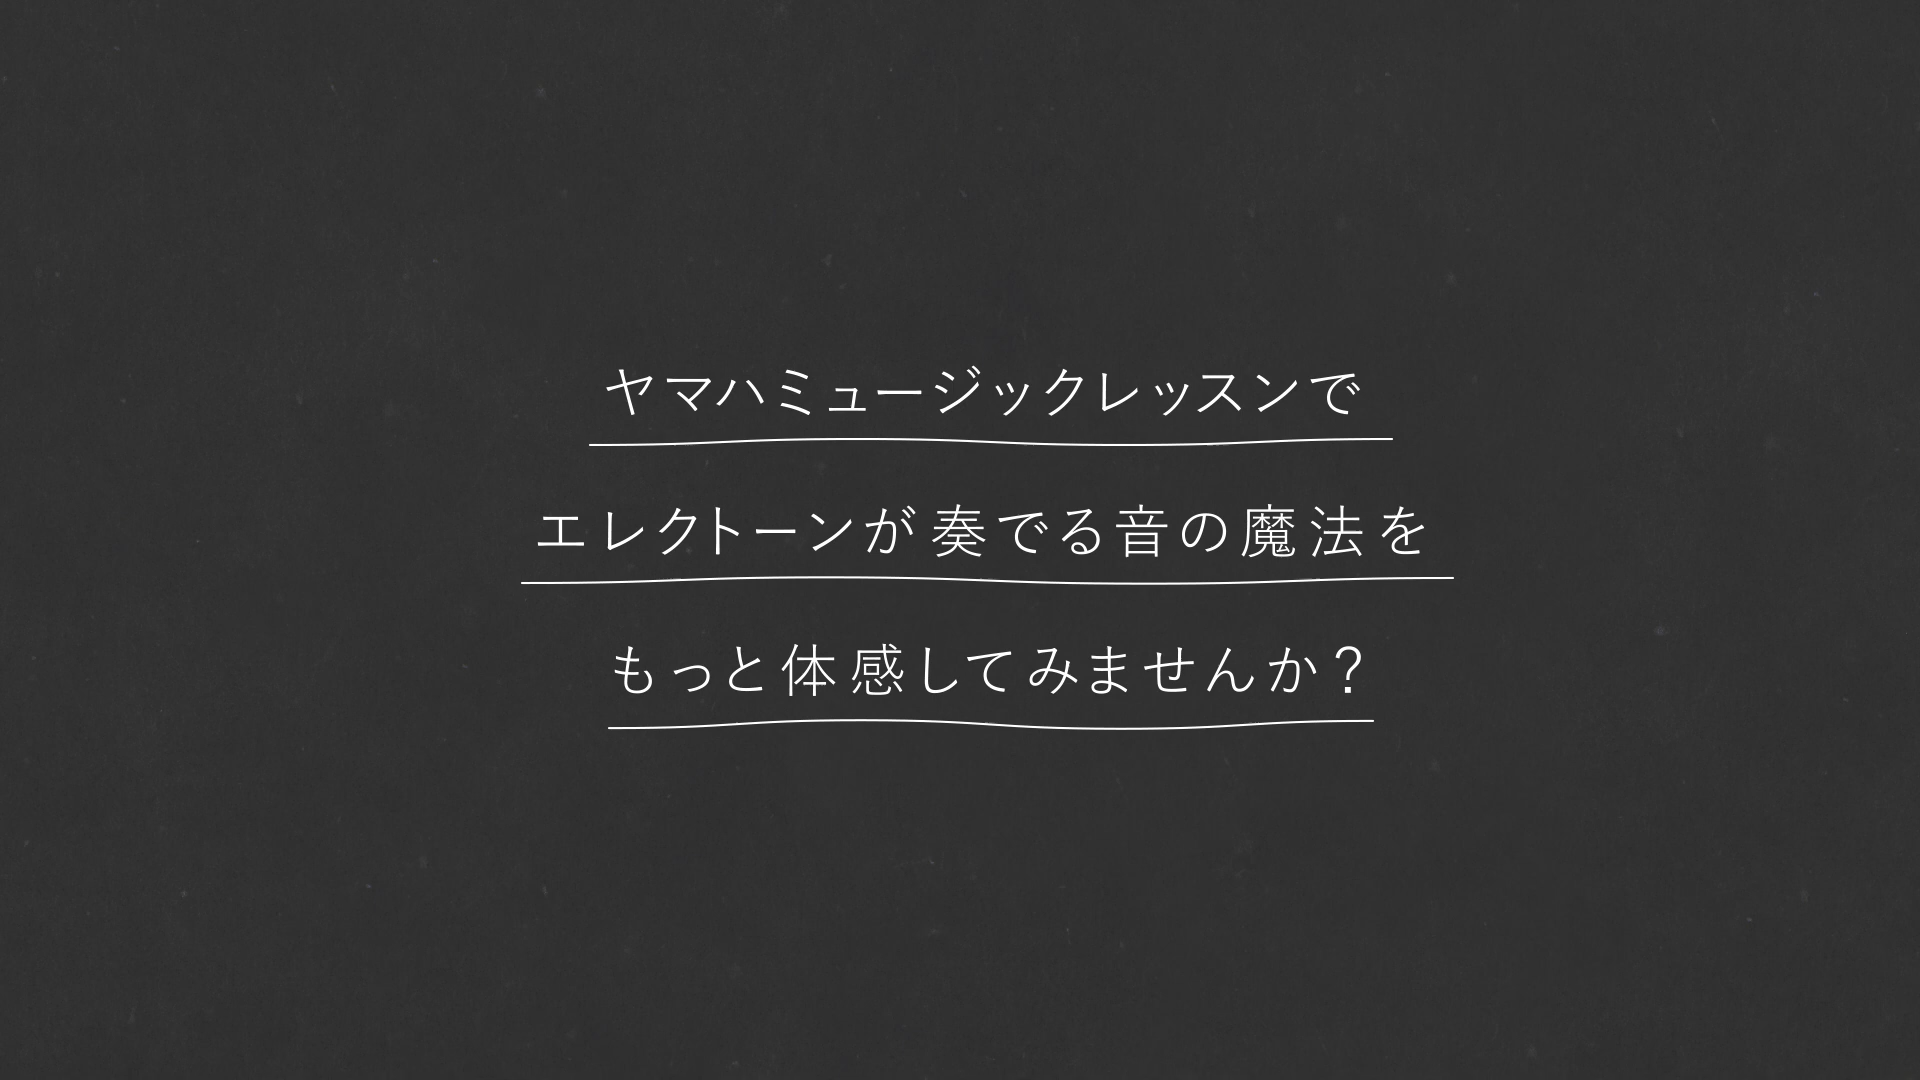 ヤマハミュージックレッスンで
エレクトーンが奏でる音の魔法を
もっと体感してみませんか？